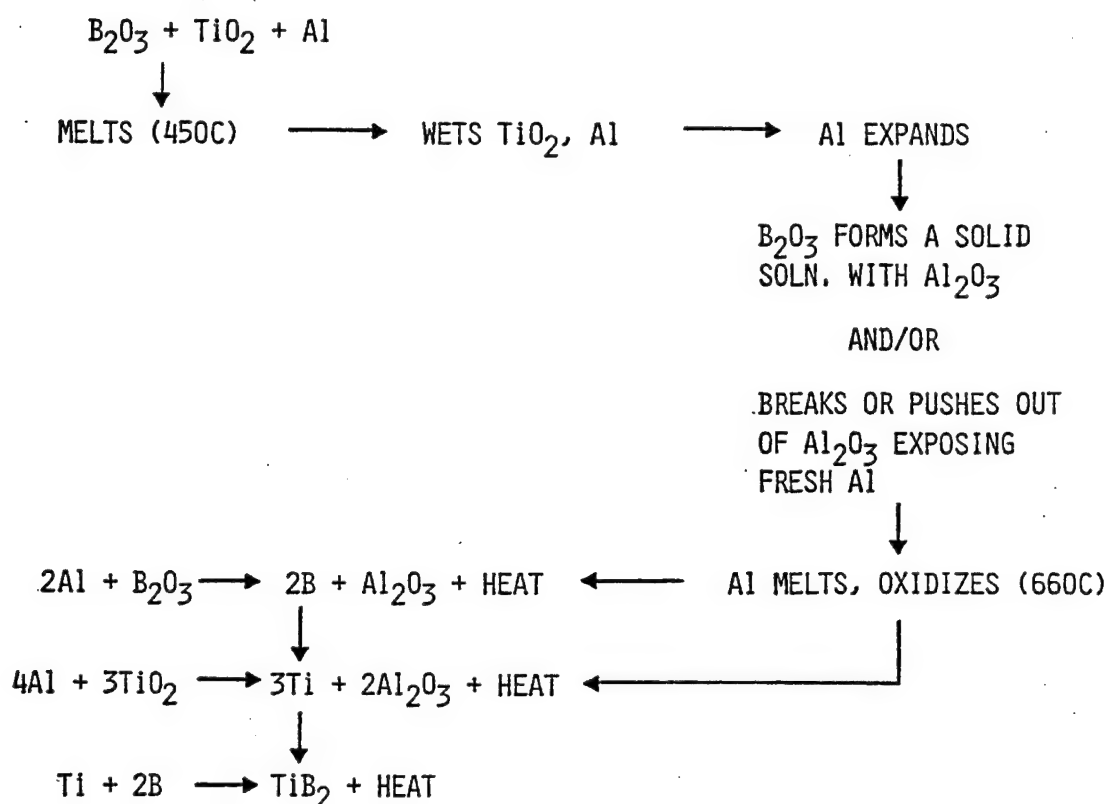 B₂O₃ + TiO₂ + Al
MELTS (450C) → WETS TiO₂, Al → Al EXPANDS
B₂O₃ FORMS A SOLID
SOLN. WITH Al₂O₃
AND/OR
BREAKS OR PUSHES OUT
OF Al₂O₃ EXPOSING
FRESH Al
2Al + B₂O₃ → 2B + Al₂O₃ + HEAT ← Al MELTS, OXIDIZES (660C)
4Al + 3TiO₂ → 3Ti + 2Al₂O₃ + HEAT
Ti + 2B → TiB₂ + HEAT